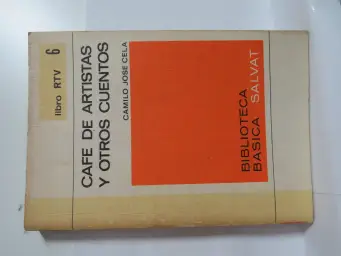 libro RTV 6
CAFE DE ARTISTAS
Y OTROS CUENTOS
CAMILO JOSE CELA
BIBLIOTECA
BASICA SALVAT